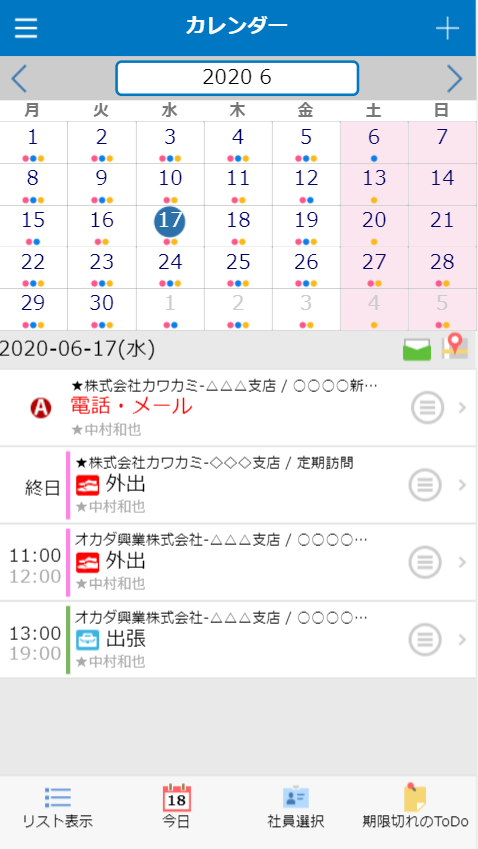 カレンダー
2020 6
月 火 水 木 金 土 日
1 2 3 4 5 6 7
8 9 10 11 12 13 14
15 16 17 18 19 20 21
22 23 24 25 26 27 28
29 30 1 2 3 4 5
2020-06-17(水)
★株式会社カワカミ-△△△支店 / 〇〇〇〇新…
A 電話・メール
★中村和也
★株式会社カワカミ-◇◇◇支店 / 定期訪問
終日 外出
★中村和也
オカダ興業株式会社-△△△支店 / 〇〇〇〇…
11:00 外出
12:00 ★中村和也
オカダ興業株式会社-△△△支店 / 〇〇〇〇…
13:00 出張
19:00 ★中村和也
18
リスト表示 今日 社員選択 期限切れのToDo